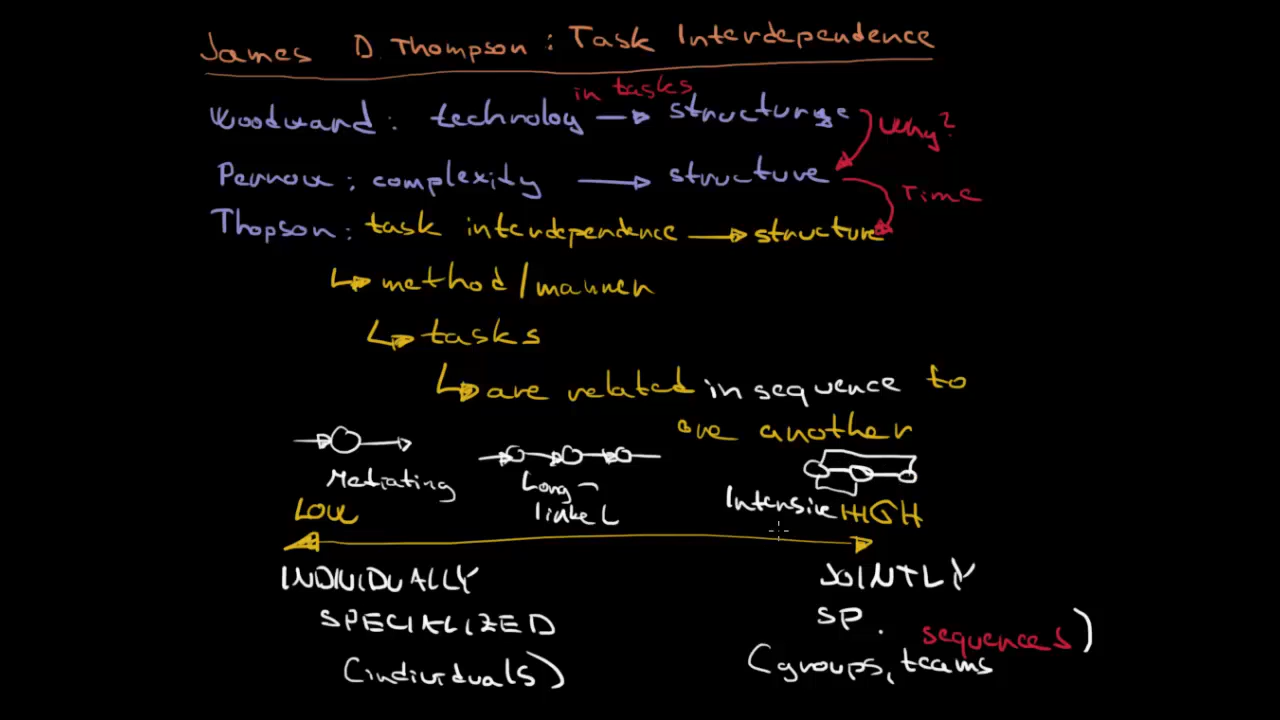 James D. Thompson: Task Interdependence
in tasks
Woodward: technoloy → structure
Why?
Perrow: complexity → structure
Time
Thopson: task interdependence → structure
↳ method/manner
↳ tasks
↳ are related in sequence to
one another
Mediating
Long-
linked
Intensive
LOW
HIGH
INDIVIDUALLY
SPECIALIZED
(individuals)
JOINTLY
SP.
sequences)
(groups, teams